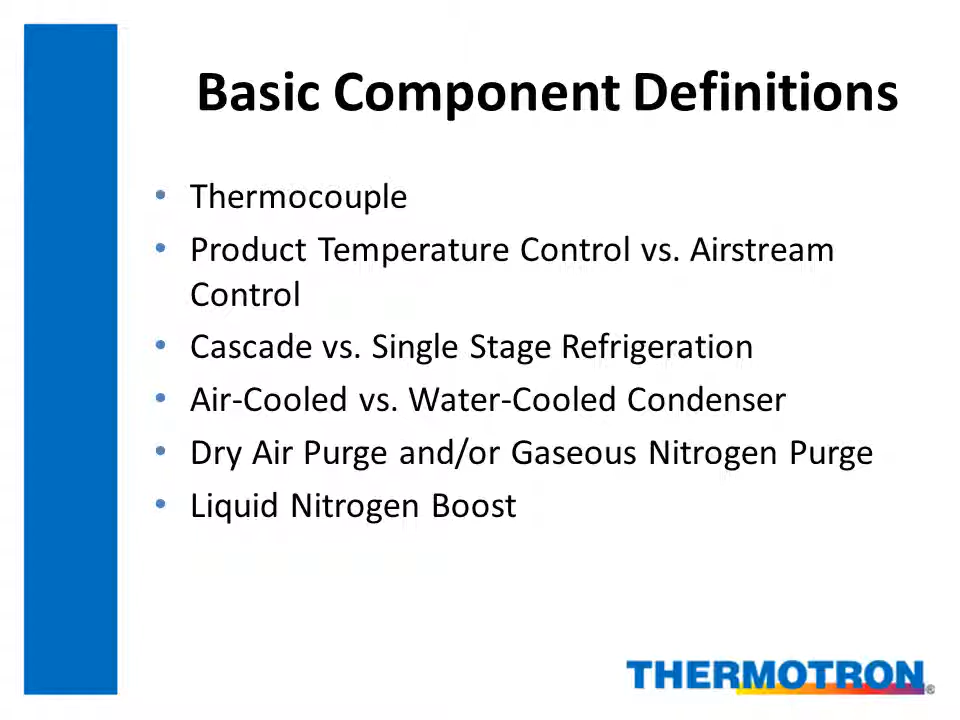 Basic Component Definitions
• Thermocouple
• Product Temperature Control vs. Airstream
Control
• Cascade vs. Single Stage Refrigeration
• Air-Cooled vs. Water-Cooled Condenser
• Dry Air Purge and/or Gaseous Nitrogen Purge
• Liquid Nitrogen Boost
THERMOTRON®